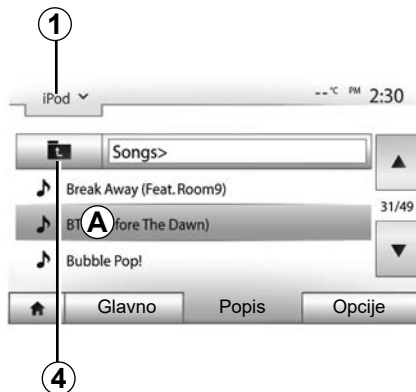 1
iPod
--°C PM 2:30
Songs>
Break Away (Feat. Room9)
31/49
BT A fore The Dawn)
Bubble Pop!
Glavno Popis Opcije
4